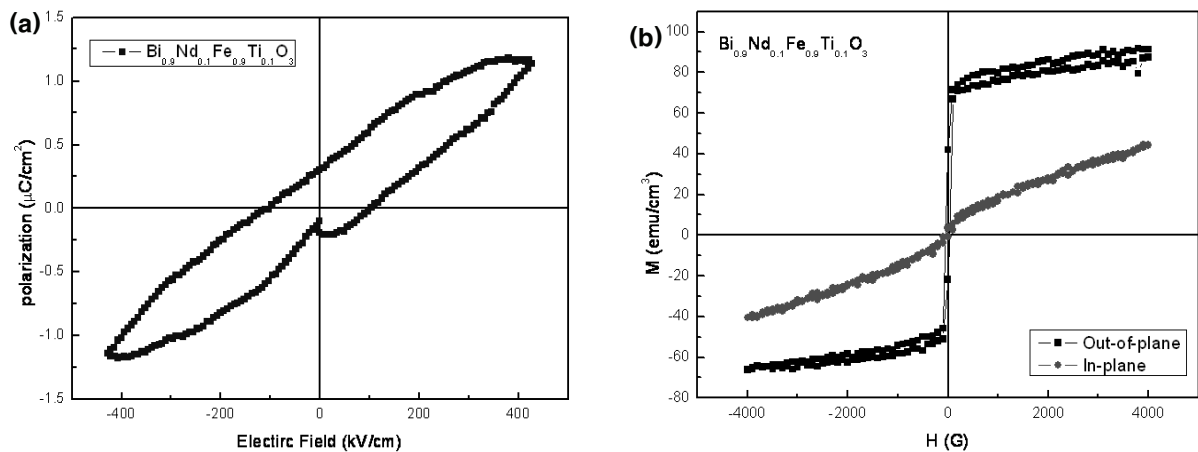 (a)
1.5
1.0
0.5
0.0
-0.5
-1.0
-1.5
polarization (μC/cm²)
Bi₀.₉Nd₀.₁Fe₀.₉Ti₀.₁O₃
-400
-200
0
200
400
Electirc Field (kV/cm)
(b)
100
80
60
40
20
0
-20
-40
-60
-80
M (emu/cm³)
Bi₀.₉Nd₀.₁Fe₀.₉Ti₀.₁O₃
Out-of-plane
In-plane
-4000
-2000
0
2000
4000
H (G)